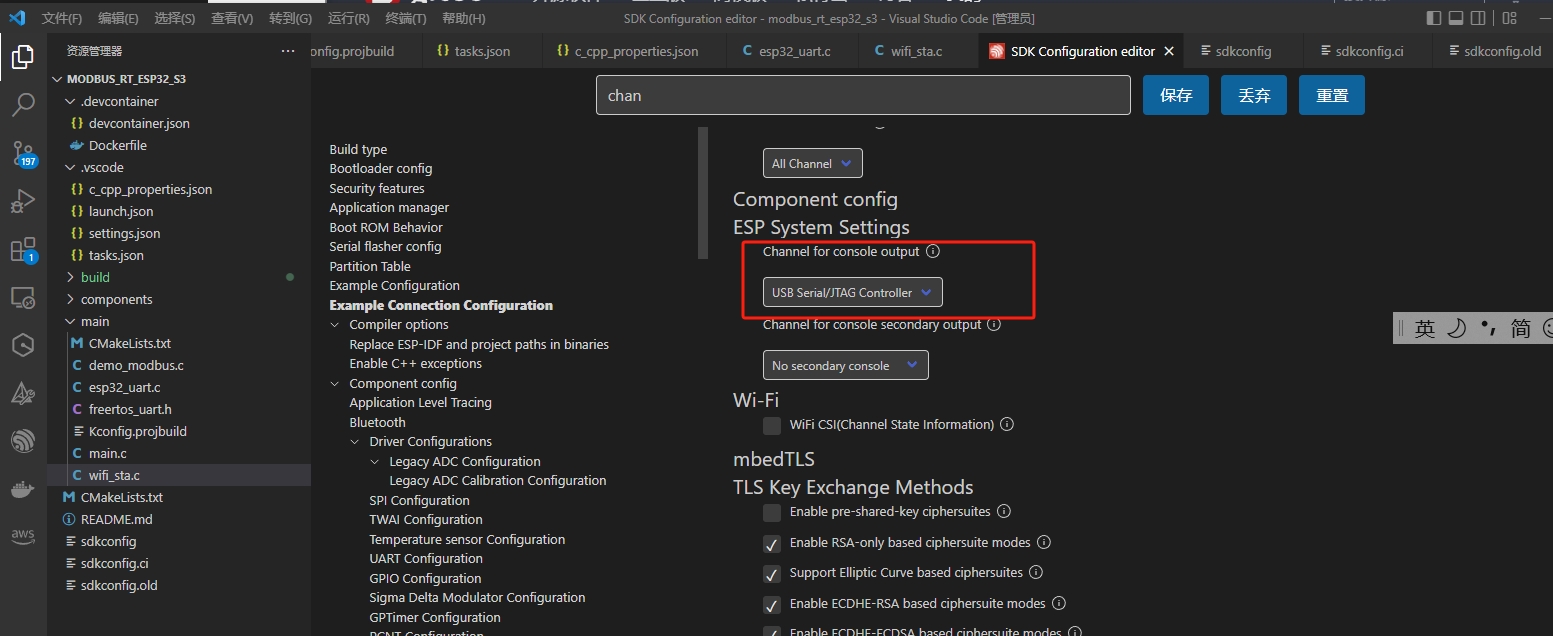 文件(F) 编辑(E) 选择(S) 查看(V) 转到(G) 运行(R) 终端(T) 帮助(H) SDK Configuration editor - modbus_rt_esp32_s3 - Visual Studio Code [管理员]
资源管理器 ··· onfig.projbuild tasks.json c_cpp_properties.json esp32_uart.c wifi_sta.c SDK Configuration editor sdkconfig sdkconfig.ci sdkconfig.old
MODBUS_RT_ESP32_S3
.devcontainer
devcontainer.json
Dockerfile
.vscode
c_cpp_properties.json
launch.json
settings.json
tasks.json
build
components
main
CMakeLists.txt
demo_modbus.c
esp32_uart.c
freertos_uart.h
Kconfig.projbuild
main.c
wifi_sta.c
CMakeLists.txt
README.md
sdkconfig
sdkconfig.ci
sdkconfig.old
197
1
aws
chan 保存 丢弃 重置
Build type
Bootloader config
Security features
Application manager
Boot ROM Behavior
Serial flasher config
Partition Table
Example Configuration
Example Connection Configuration
Compiler options
Replace ESP-IDF and project paths in binaries
Enable C++ exceptions
Component config
Application Level Tracing
Bluetooth
Driver Configurations
Legacy ADC Configuration
Legacy ADC Calibration Configuration
SPI Configuration
TWAI Configuration
Temperature sensor Configuration
UART Configuration
GPIO Configuration
Sigma Delta Modulator Configuration
GPTimer Configuration
PCNT Configuration
All Channel
Component config
ESP System Settings
Channel for console output
USB Serial/JTAG Controller
Channel for console secondary output
No secondary console
Wi-Fi
WiFi CSI(Channel State Information)
mbedTLS
TLS Key Exchange Methods
Enable pre-shared-key ciphersuites
Enable RSA-only based ciphersuite modes
Support Elliptic Curve based ciphersuites
Enable ECDHE-RSA based ciphersuite modes
Enable ECDHE-ECDSA based ciphersuite modes
英 简